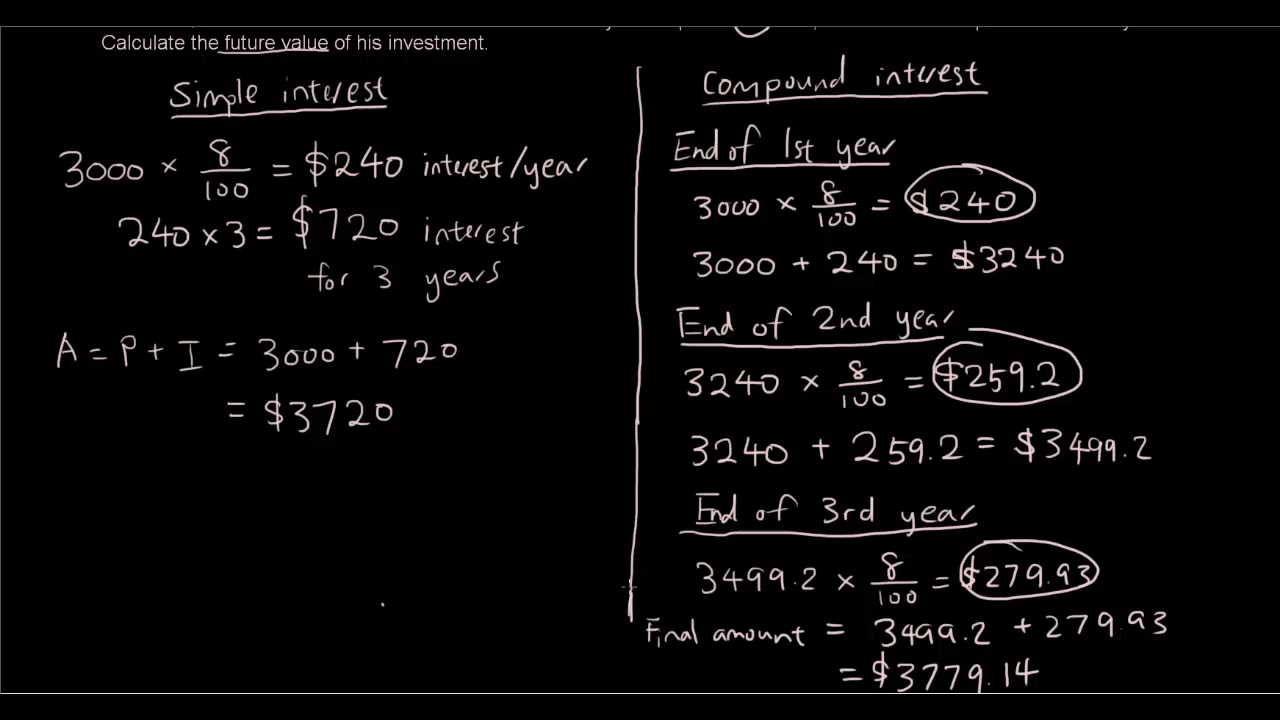 Calculate the future value of his investment.
Simple interest
3000 × 8/100 = $240 interest/year
240 × 3 = $720 interest
for 3 years
A = P + I = 3000 + 720
= $3720
Compound interest
End of 1st year
3000 × 8/100 = $240
3000 + 240 = $3240
End of 2nd year
3240 × 8/100 = $259.2
3240 + 259.2 = $3499.2
End of 3rd year
3499.2 × 8/100 = $279.93
Final amount = 3499.2 + 279.93
= $3779.14